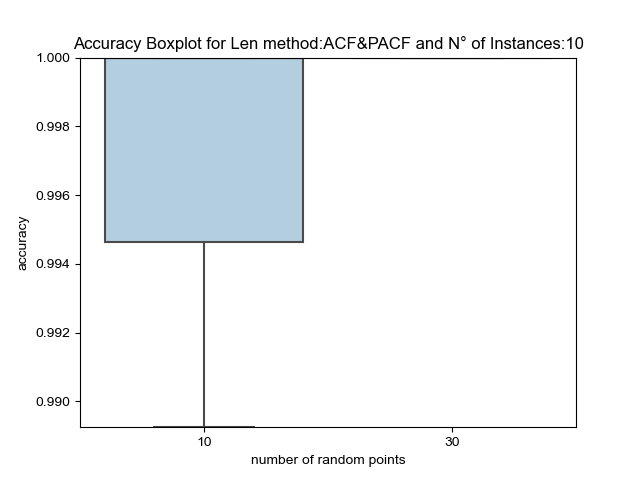 Accuracy Boxplot for Len method:ACF&PACF and N° of Instances:10
1.000
0.998
0.996
0.994
0.992
0.990
accuracy
10 30
number of random points